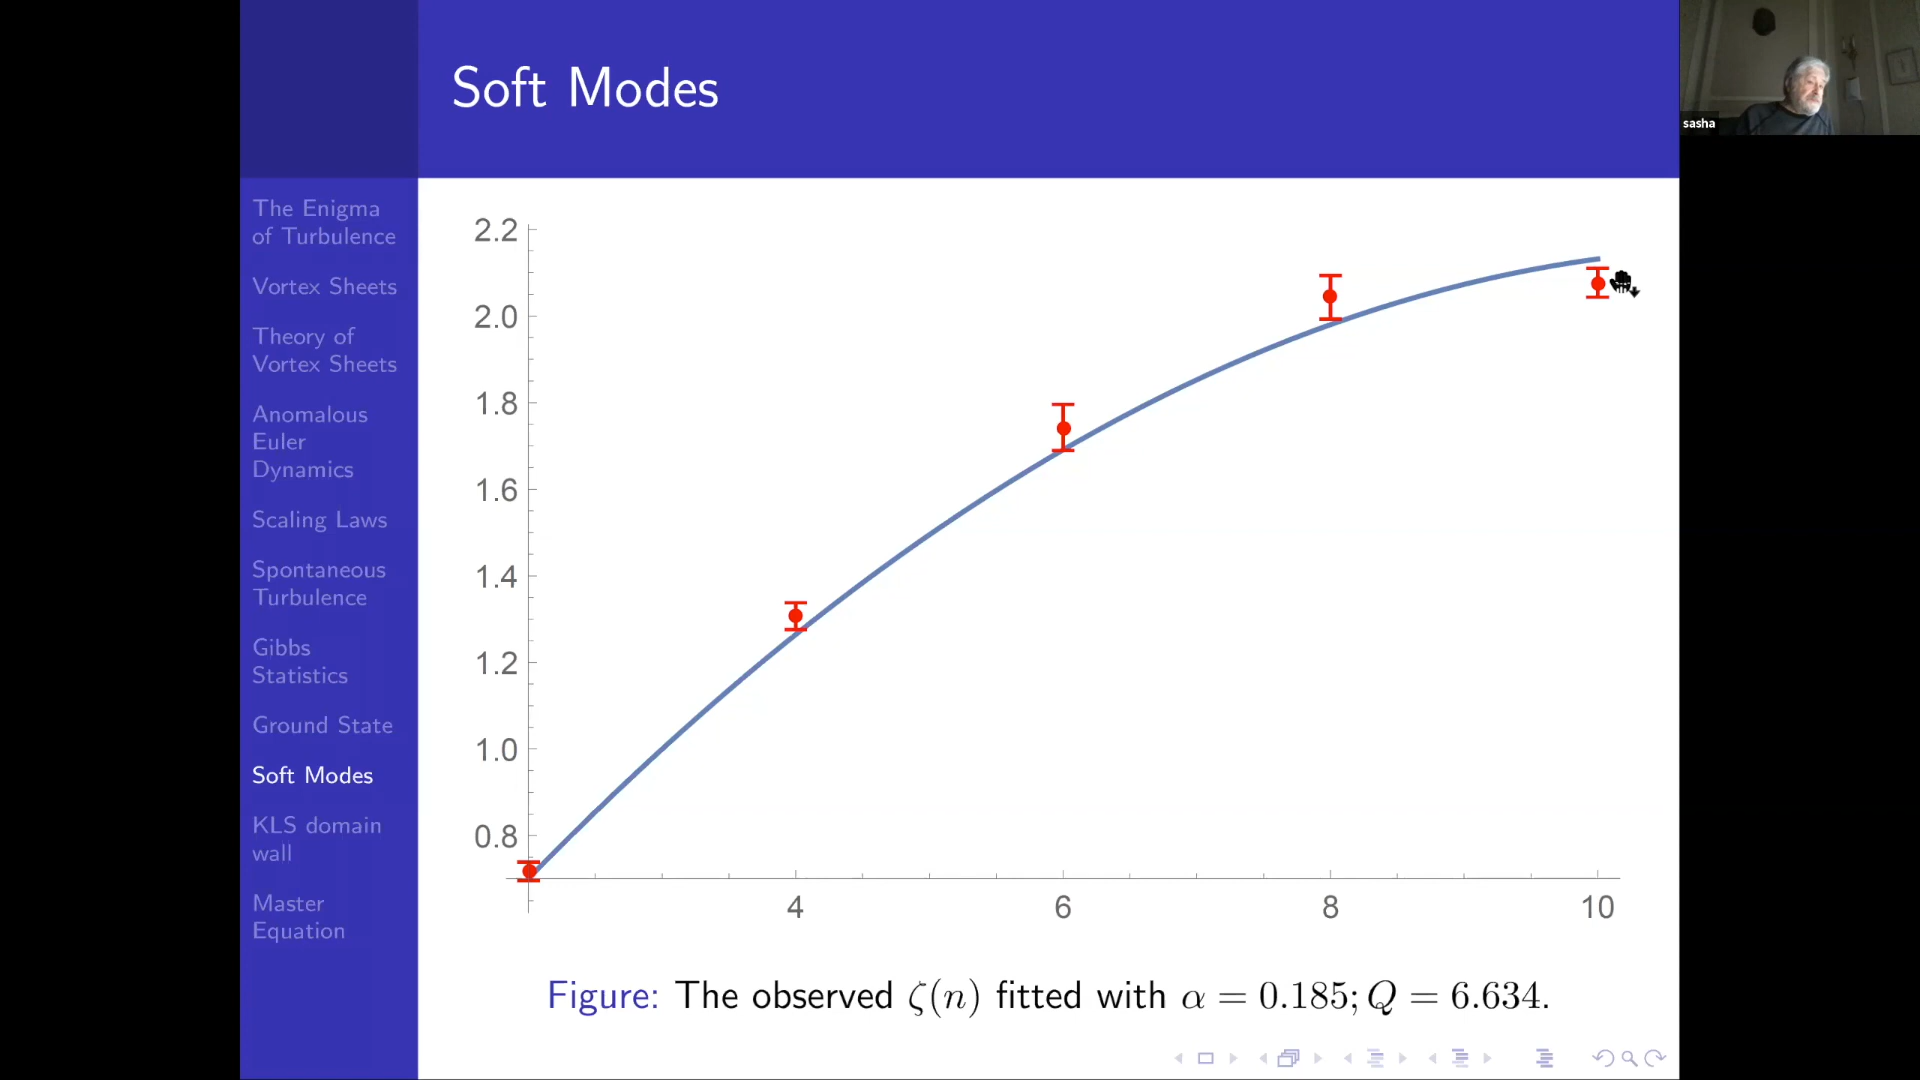 Soft Modes
sasha
The Enigma
of Turbulence
Vortex Sheets
Theory of
Vortex Sheets
Anomalous
Euler
Dynamics
Scaling Laws
Spontaneous
Turbulence
Gibbs
Statistics
Ground State
Soft Modes
KLS domain
wall
Master
Equation
2.2
2.0
1.8
1.6
1.4
1.2
1.0
0.8
4 6 8 10
Figure: The observed ζ(n) fitted with α = 0.185; Q = 6.634.